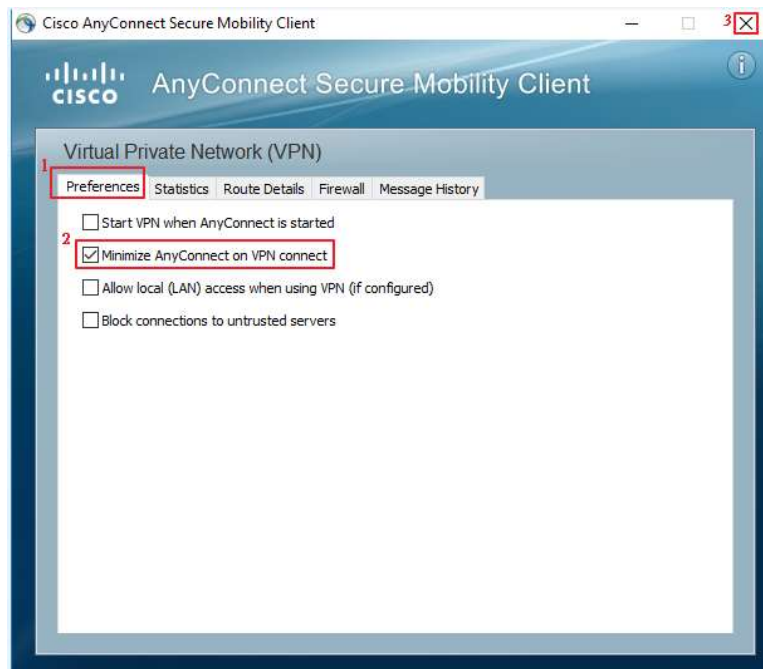 Cisco AnyConnect Secure Mobility Client
3
CISCO
AnyConnect Secure Mobility Client
i
Virtual Private Network (VPN)
1
Preferences Statistics Route Details Firewall Message History
Start VPN when AnyConnect is started
2
Minimize AnyConnect on VPN connect
Allow local (LAN) access when using VPN (if configured)
Block connections to untrusted servers